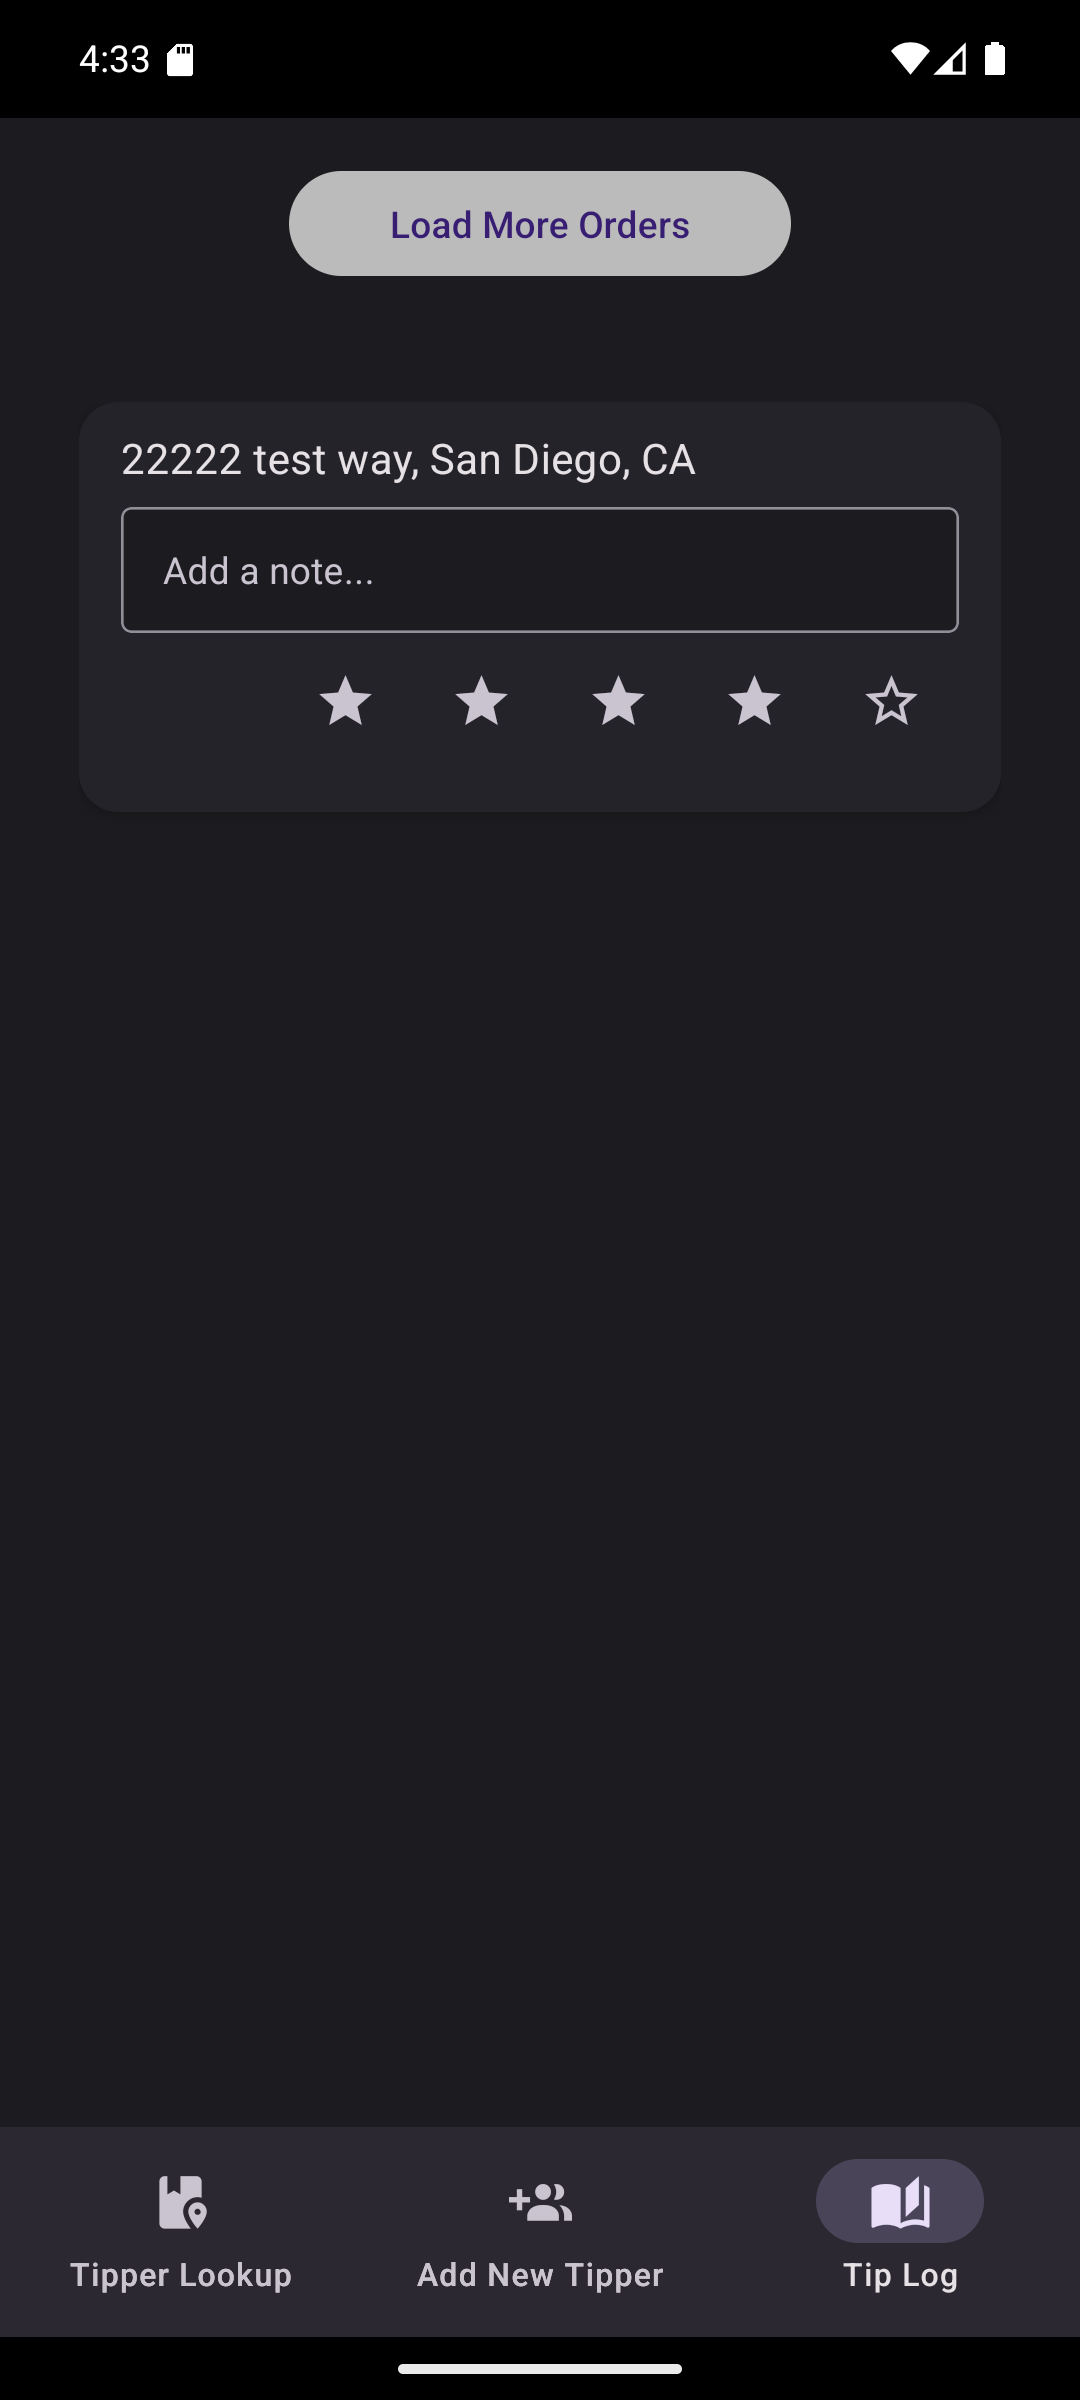 4:33
Load More Orders
22222 test way, San Diego, CA
Add a note...
Tipper Lookup
Add New Tipper
Tip Log